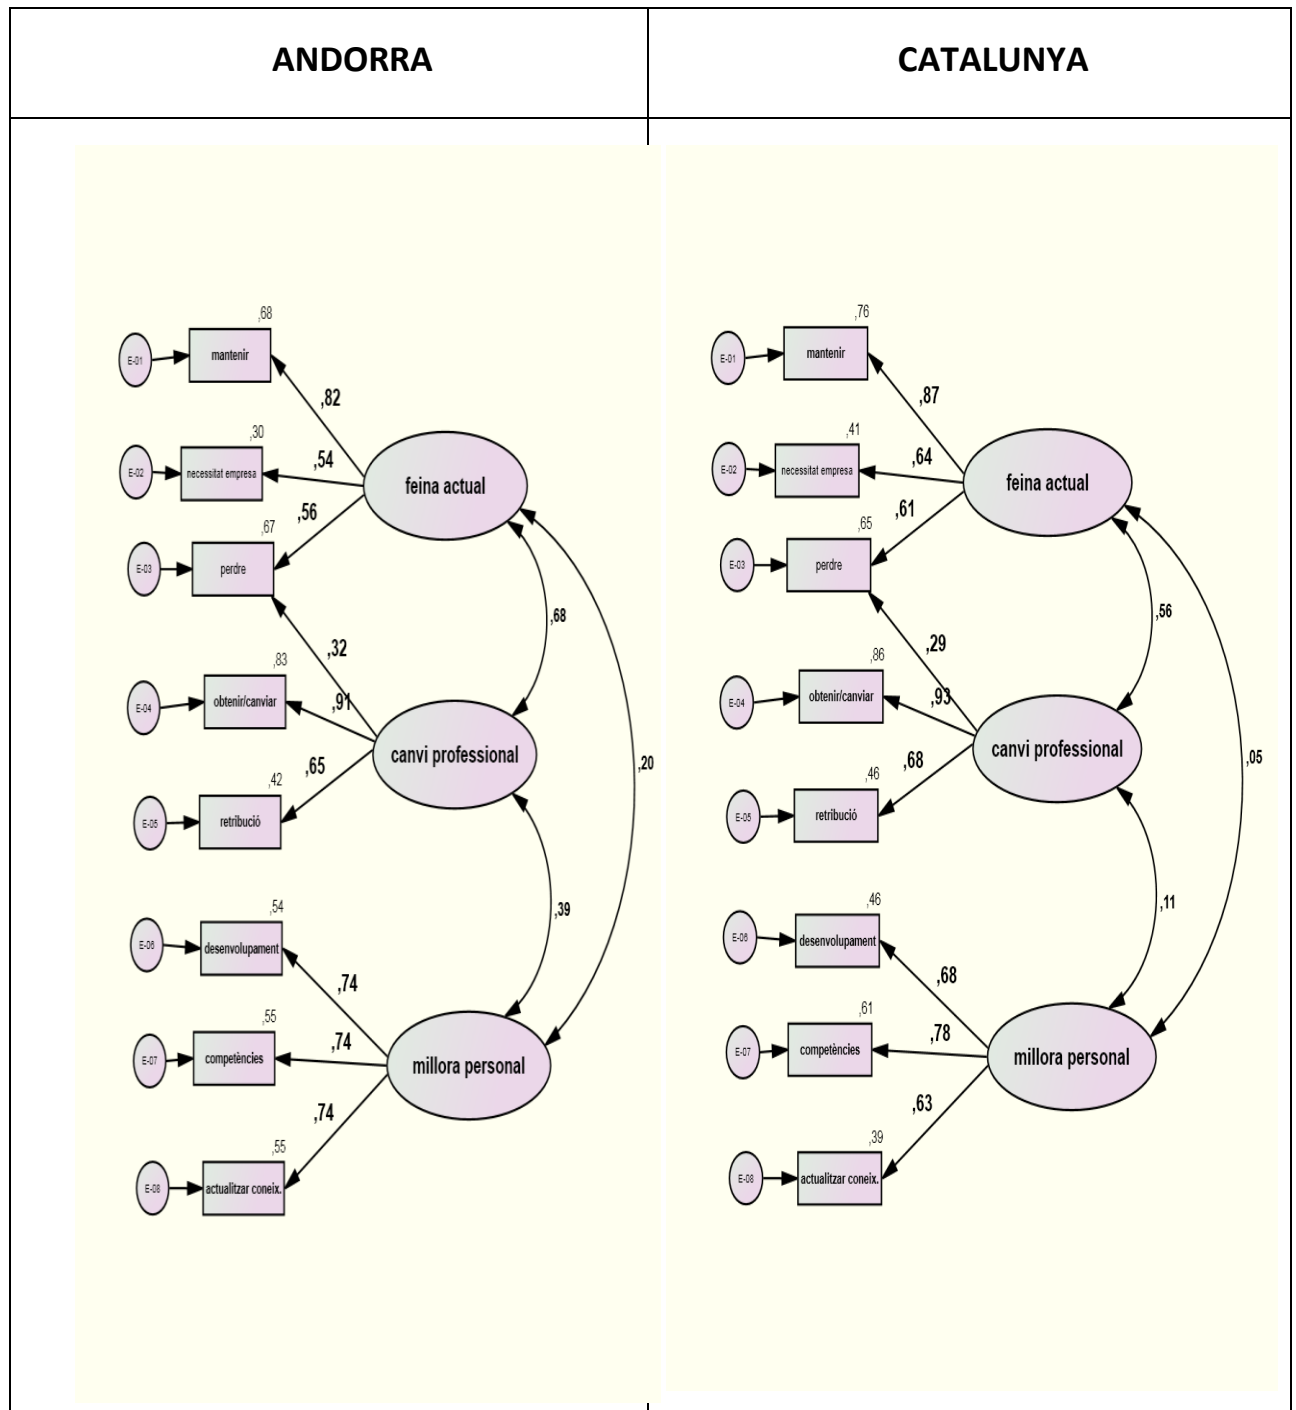 ANDORRA
CATALUNYA
,68
E-01
mantenir
,82
,30
E-02
necessitat empresa
,54
feina actual
,56
,67
E-03
perdre
,68
,32
,83
E-04
obtenir/canviar
,91
canvi professional
,65
,20
,42
E-05
retribució
,39
,54
E-06
desenvolupament
,74
,55
E-07
competències
,74
millora personal
,74
,55
E-08
actualitzar coneix.
,76
E-01
mantenir
,87
,41
E-02
necessitat empresa
,64
feina actual
,61
,65
E-03
perdre
,56
,29
,86
E-04
obtenir/canviar
,93
canvi professional
,68
,05
,46
E-05
retribució
,11
,46
E-06
desenvolupament
,68
,61
E-07
competències
,78
millora personal
,63
,39
E-08
actualitzar coneix.